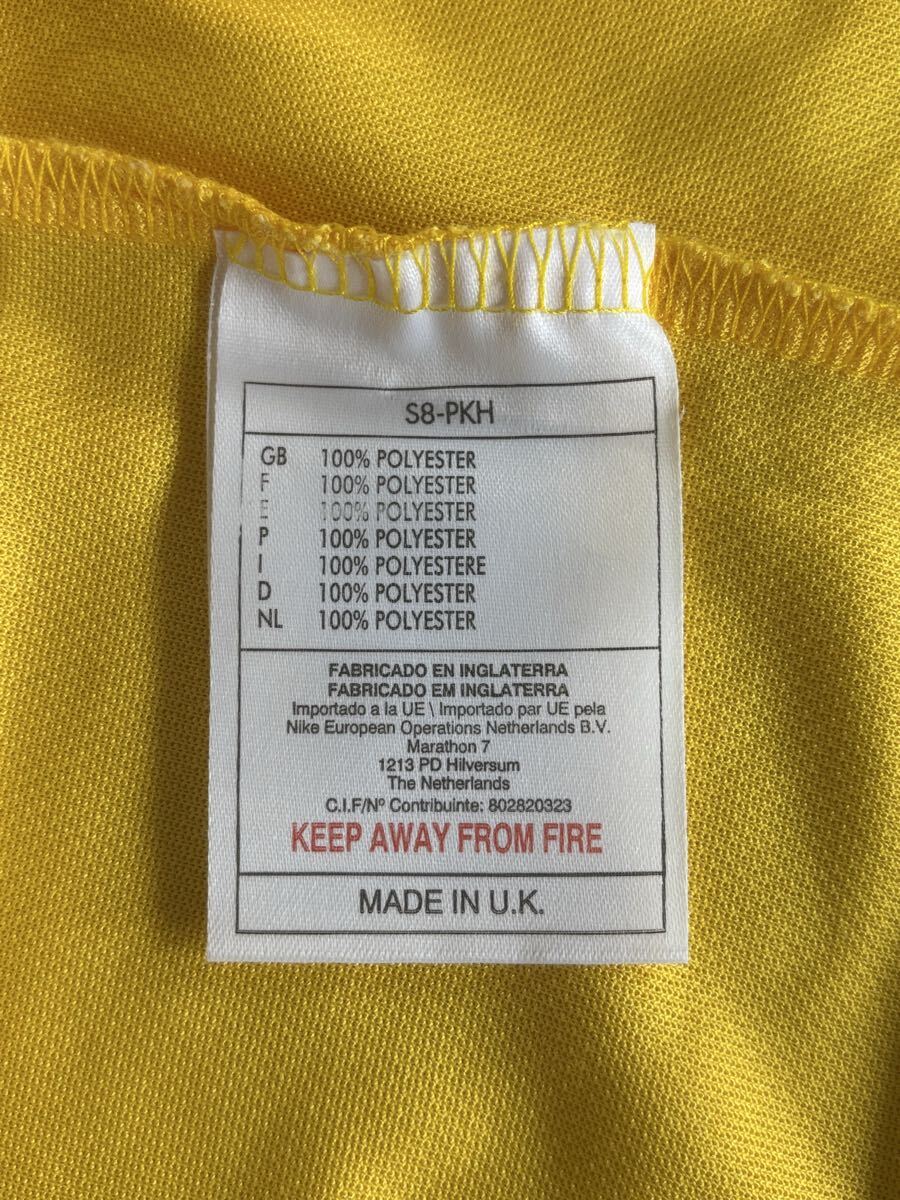 S8-PKH
GB 100% POLYESTER
F 100% POLYESTER
E 100% POLYESTER
P 100% POLYESTER
I 100% POLYESTERE
D 100% POLYESTER
NL 100% POLYESTER
FABRICADO EN INGLATERRA
FABRICADO EM INGLATERRA
Importado a la UE \ Importado par UE pela
Nike European Operations Netherlands B.V.
Marathon 7
1213 PD Hilversum
The Netherlands
C.I.F/Nº Contribuinte: 802820323
KEEP AWAY FROM FIRE
MADE IN U.K.